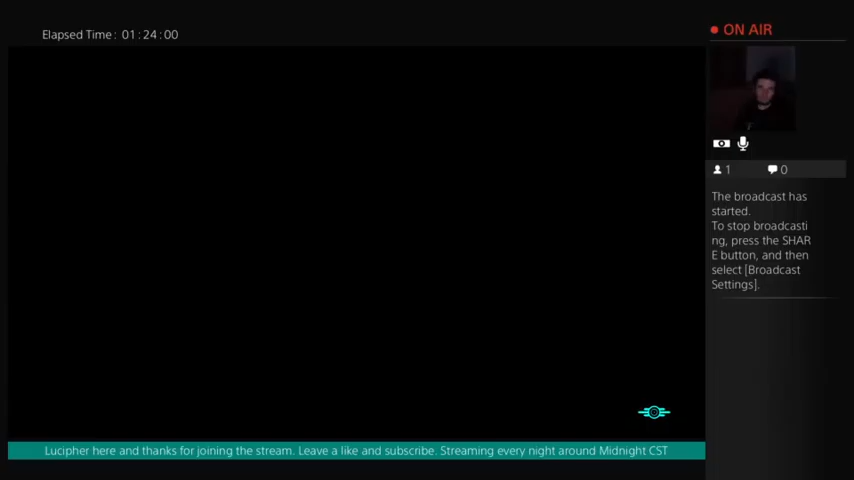 Elapsed Time: 01:24:00
ON AIR
1
0
The broadcast has
started.
To stop broadcasti
ng, press the SHAR
E button, and then
select [Broadcast
Settings].
Lucipher here and thanks for joining the stream. Leave a like and subscribe. Streaming every night around Midnight CST